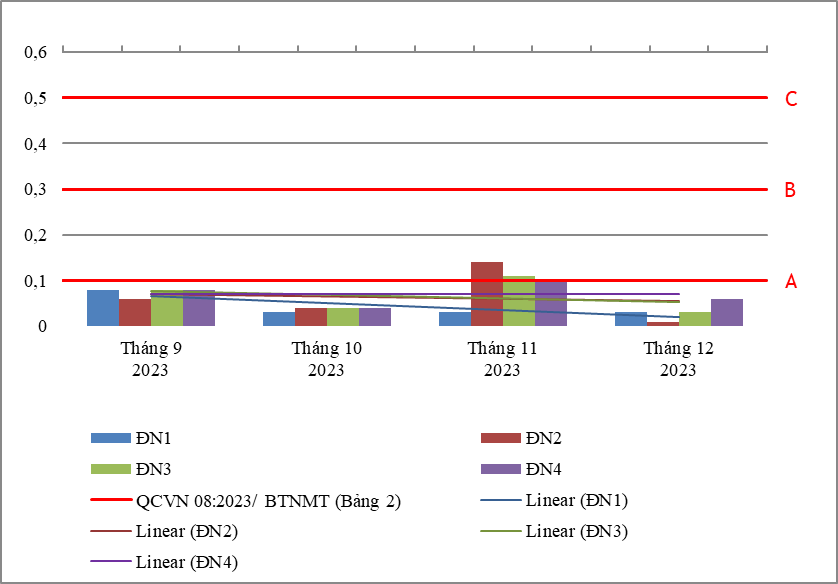 0,6
0,5
C
0,4
0,3
B
0,2
0,1
A
0
Tháng 9
2023
Tháng 10
2023
Tháng 11
2023
Tháng 12
2023
ĐN1
ĐN2
ĐN3
ĐN4
QCVN 08:2023/ BTNMT (Bảng 2)
Linear (ĐN1)
Linear (ĐN2)
Linear (ĐN3)
Linear (ĐN4)